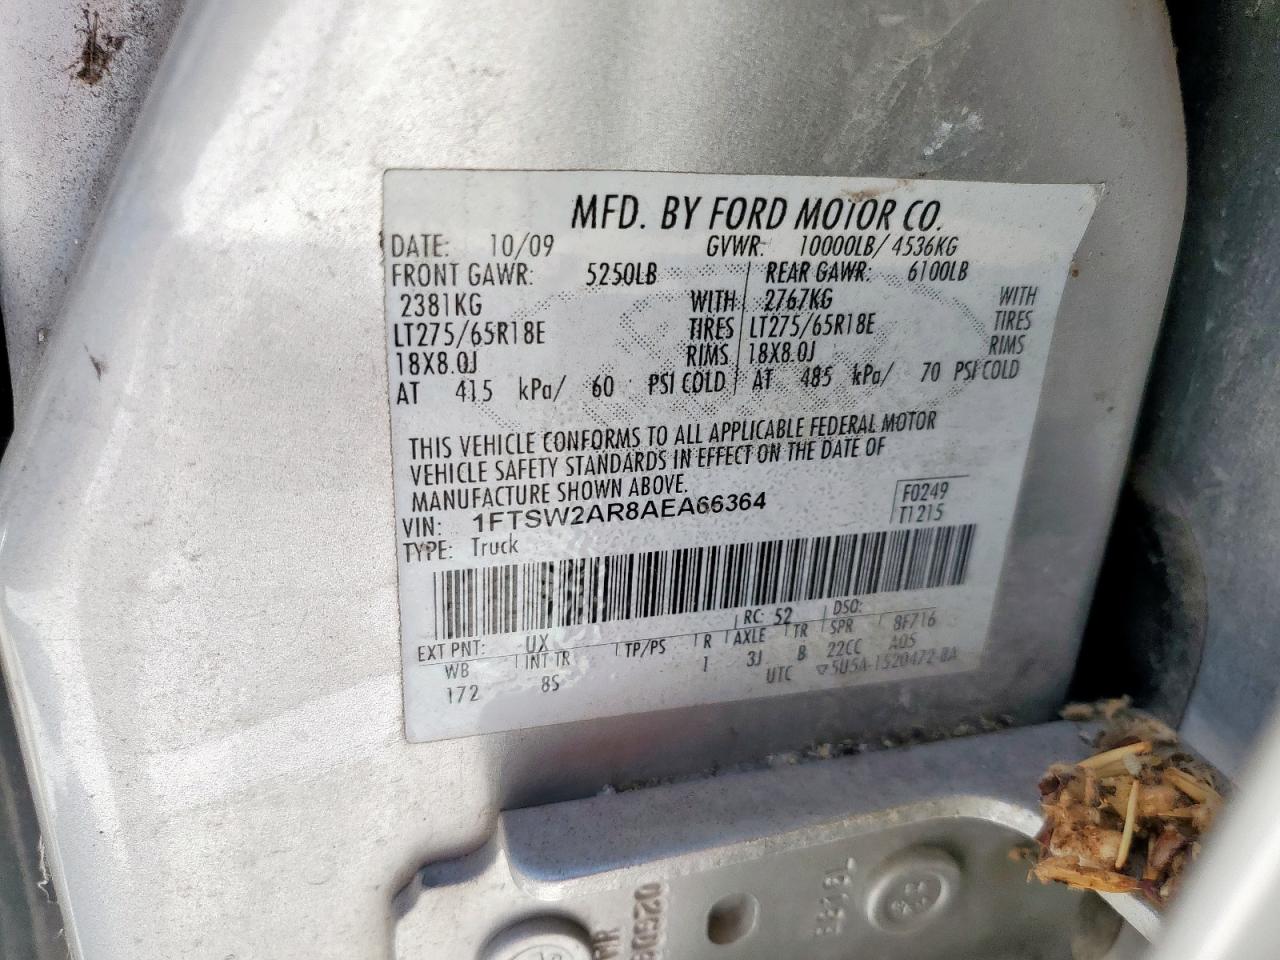 MFD. BY FORD MOTOR CO.
DATE: 10/09 GVWR: 10000LB/ 4536KG
FRONT GAWR: 5250LB REAR GAWR: 6100LB
2381KG WITH 2767KG WITH
LT275/65R18E TIRES LT275/65R18E TIRES
18X8.0J RIMS 18X8.0J RIMS
AT 415 kPa/ 60 PSI COLD AT 485 kPa/ 70 PSI COLD
THIS VEHICLE CONFORMS TO ALL APPLICABLE FEDERAL MOTOR
VEHICLE SAFETY STANDARDS IN EFFECT ON THE DATE OF
MANUFACTURE SHOWN ABOVE.
F0249
VIN: 1FTSW2AR8AEA66364 T1215
TYPE: Truck
EXT PNT: UX RC: 52 DSO:
WB INT TR TP/PS R AXLE TR SPR 8F716
172 8S I 3J B 22CC A05
UTC 5U5A-1520472-BA